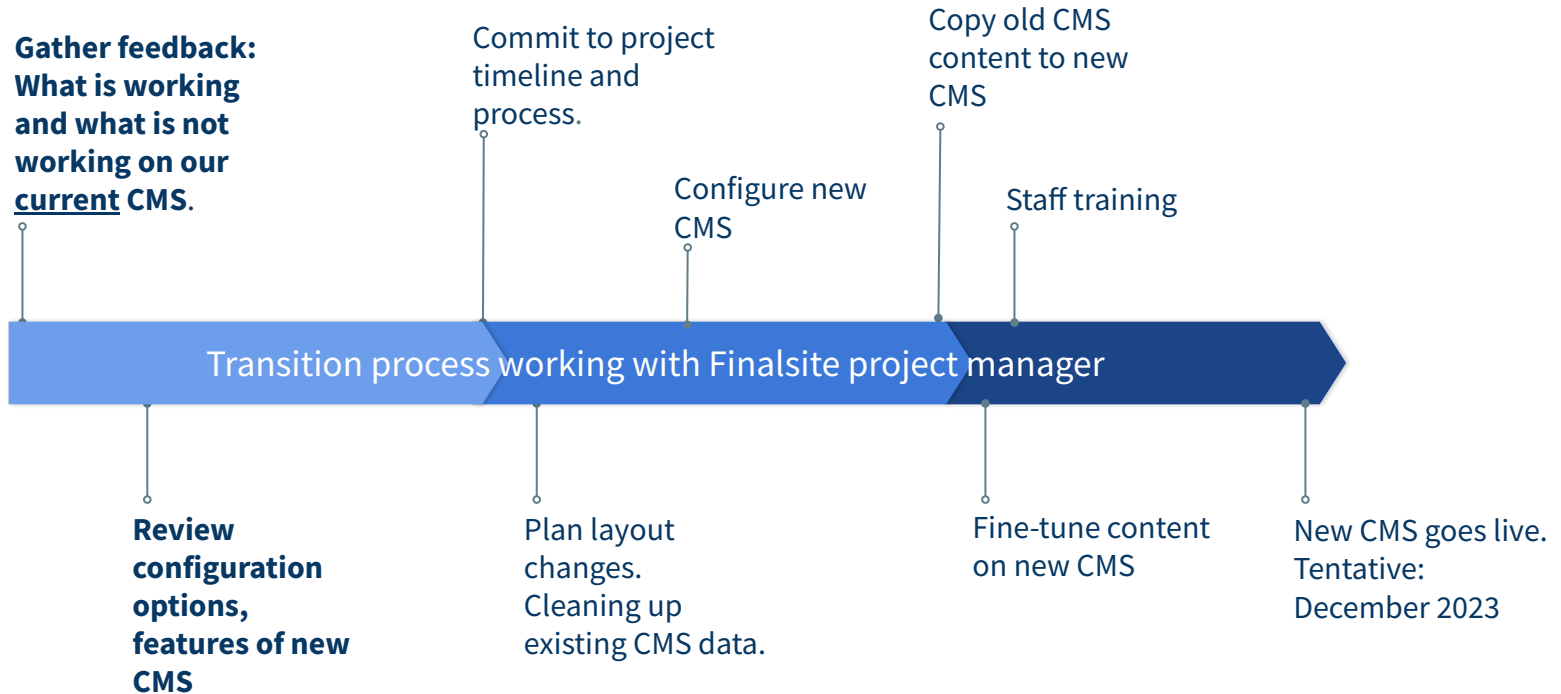 Gather feedback:
What is working
and what is not
working on our
current CMS.
Commit to project
timeline and
process.
Configure new
CMS
Copy old CMS
content to new
CMS
Staff training
Transition process working with Finalsite project manager
Review
configuration
options,
features of new
CMS
Plan layout
changes.
Cleaning up
existing CMS data.
Fine-tune content
on new CMS
New CMS goes live.
Tentative:
December 2023